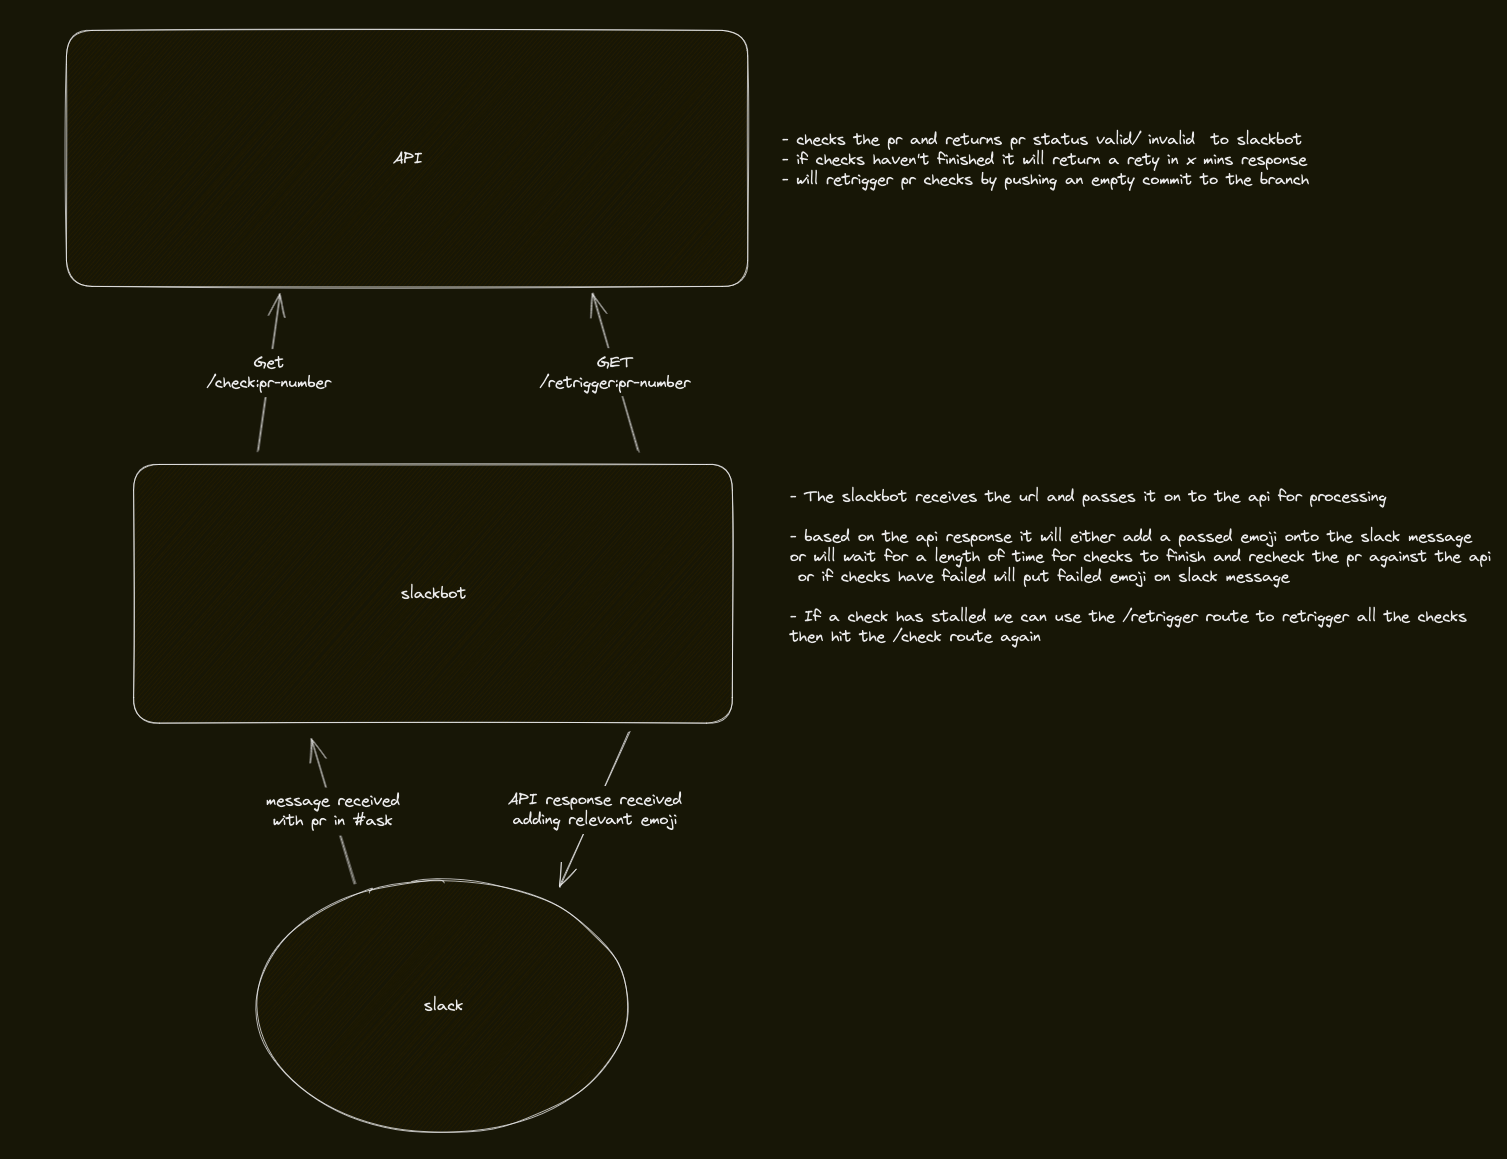 API
- checks the pr and returns pr status valid/ invalid  to slackbot
- if checks haven't finished it will return a rety in x mins response
- will retrigger pr checks by pushing an empty commit to the branch
Get
/check:pr-number
GET
/retrigger:pr-number
slackbot
- The slackbot receives the url and passes it on to the api for processing
- based on the api response it will either add a passed emoji onto the slack message
or will wait for a length of time for checks to finish and recheck the pr against the api
or if checks have failed will put failed emoji on slack message
- If a check has stalled we can use the /retrigger route to retrigger all the checks
then hit the /check route again
message received
with pr in #ask
API response received
adding relevant emoji
slack